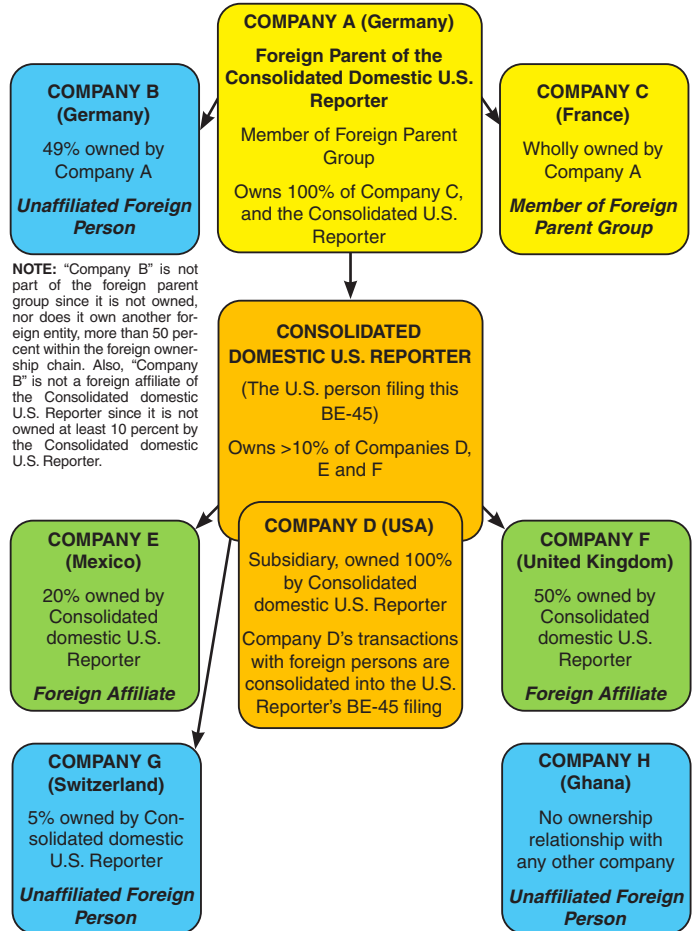 COMPANY A (Germany)
Foreign Parent of the
Consolidated Domestic U.S.
Reporter
Member of Foreign Parent
Group
Owns 100% of Company C,
and the Consolidated U.S.
Reporter
COMPANY B
(Germany)
49% owned by
Company A
Unaffiliated Foreign
Person
COMPANY C
(France)
Wholly owned by
Company A
Member of Foreign
Parent Group
NOTE: “Company B” is not
part of the foreign parent
group since it is not owned,
nor does it own another for-
eign entity, more than 50 per-
cent within the foreign owner-
ship chain. Also, “Company
B” is not a foreign affiliate of
the Consolidated domestic
U.S. Reporter since it is not
owned at least 10 percent by
the Consolidated domestic
U.S. Reporter.
CONSOLIDATED
DOMESTIC U.S. REPORTER
(The U.S. person filing this
BE-45)
Owns >10% of Companies D,
E and F
COMPANY E
(Mexico)
20% owned by
Consolidated
domestic U.S.
Reporter
Foreign Affiliate
COMPANY D (USA)
Subsidiary, owned 100%
by Consolidated
domestic U.S. Reporter
Company D’s transactions
with foreign persons are
consolidated into the U.S.
Reporter’s BE-45 filing
COMPANY F
(United Kingdom)
50% owned by
Consolidated
domestic U.S.
Reporter
Foreign Affiliate
COMPANY G
(Switzerland)
5% owned by Con-
solidated domestic
U.S. Reporter
Unaffiliated Foreign
Person
COMPANY H
(Ghana)
No ownership
relationship with
any other company
Unaffiliated Foreign
Person